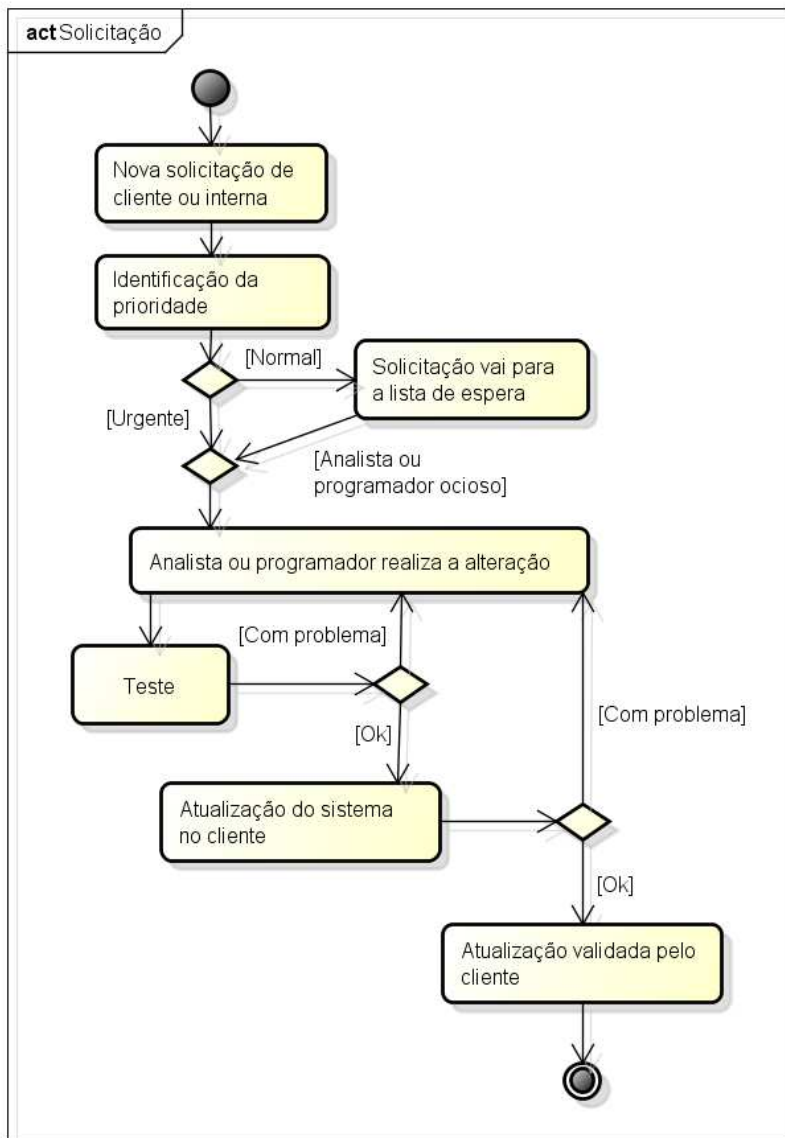 act Solicitação
Nova solicitação de
cliente ou interna
Identificação da
prioridade
[Normal]
Solicitação vai para
a lista de espera
[Urgente]
[Analista ou
programador ocioso]
Analista ou programador realiza a alteração
[Com problema]
Teste
[Com problema]
[Ok]
Atualização do sistema
no cliente
[Ok]
Atualização validada pelo
cliente